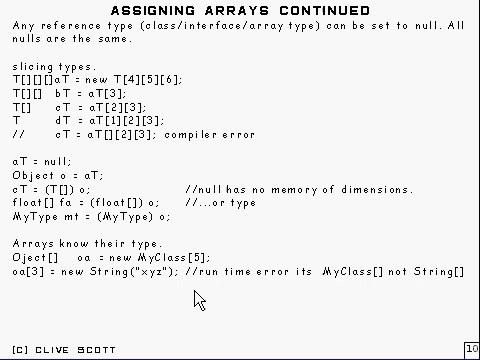 ASSIGNING ARRAYS CONTINUED
Any reference type (class/interface/array type) can be set to null. All
nulls are the same.
slicing types.
T[][][]aT = new T[4][5][6];
T[][] bT = aT[3];
T[] cT = aT[2][3];
T dT = aT[1][2][3];
// cT = aT[][2][3]; compiler error
aT = null;
Object o = aT;
cT = (T[]) o; //null has no memory of dimensions.
float[] fa = (float[]) o; //...or type
MyType mt = (MyType) o;
Arrays know their type.
Oject[] oa = new MyClass[5];
oa[3] = new String("xyz"); //run time error its MyClass[] not String[]
(C) CLIVE SCOTT
10